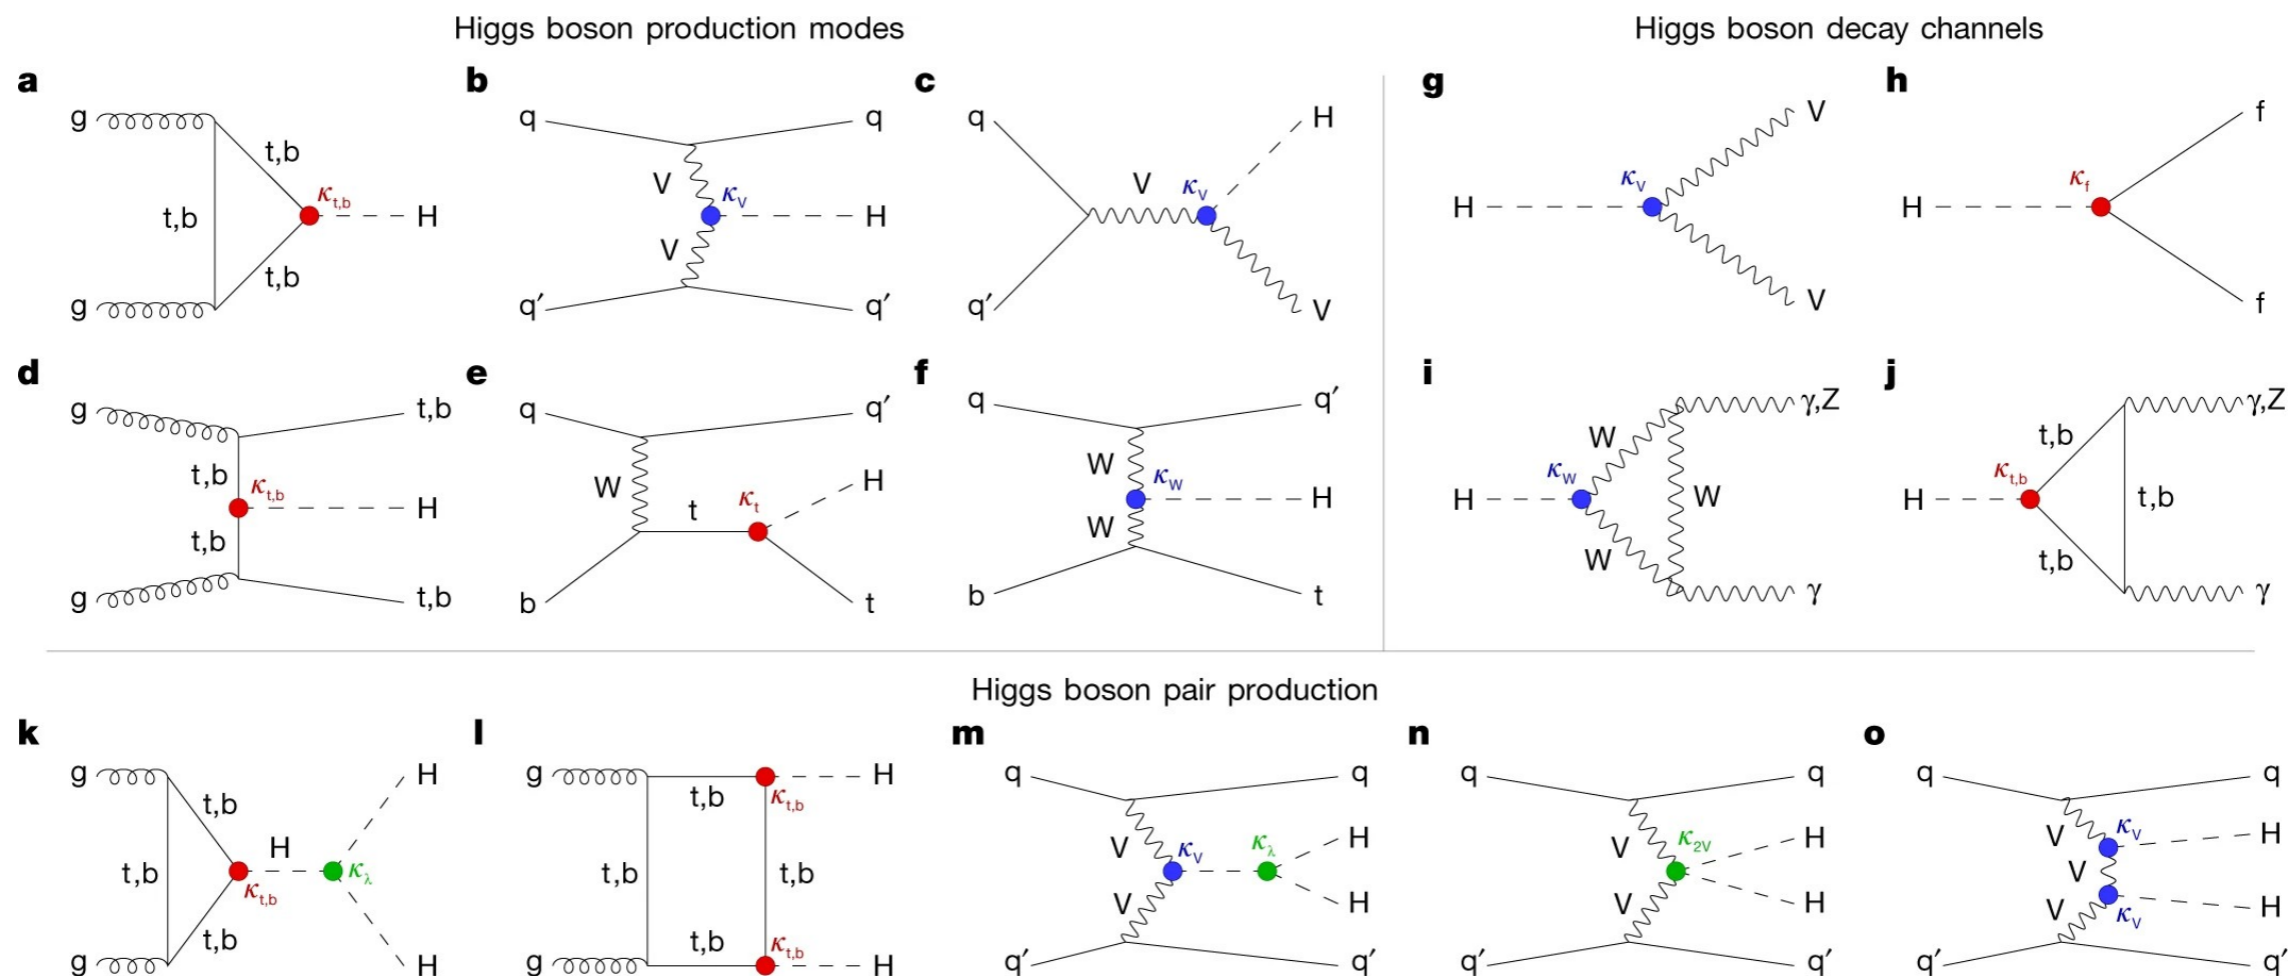 Higgs boson production modes
Higgs boson decay channels
a
g
g
t,b
t,b
t,b
κt,b
H
b
q
q′
V
V
κV
q
H
q′
c
q
q′
V
κV
H
V
g
H
κV
V
V
h
H
κf
f
f
d
g
g
t,b
t,b
κt,b
t,b
H
t,b
e
q
b
W
t
κt
q′
H
t
f
q
b
W
W
κW
q′
H
t
i
H
κW
W
W
W
γ,Z
γ
j
H
κt,b
t,b
t,b
t,b
γ,Z
γ
Higgs boson pair production
k
g
g
t,b
t,b
t,b
κt,b
H
κλ
H
H
l
g
g
t,b
t,b
t,b
t,b
κt,b
κt,b
H
H
m
q
q′
V
V
κV
κλ
q
H
H
q′
n
q
q′
V
V
κ2V
q
H
H
q′
o
q
q′
V
V
V
κV
κV
q
H
H
q′